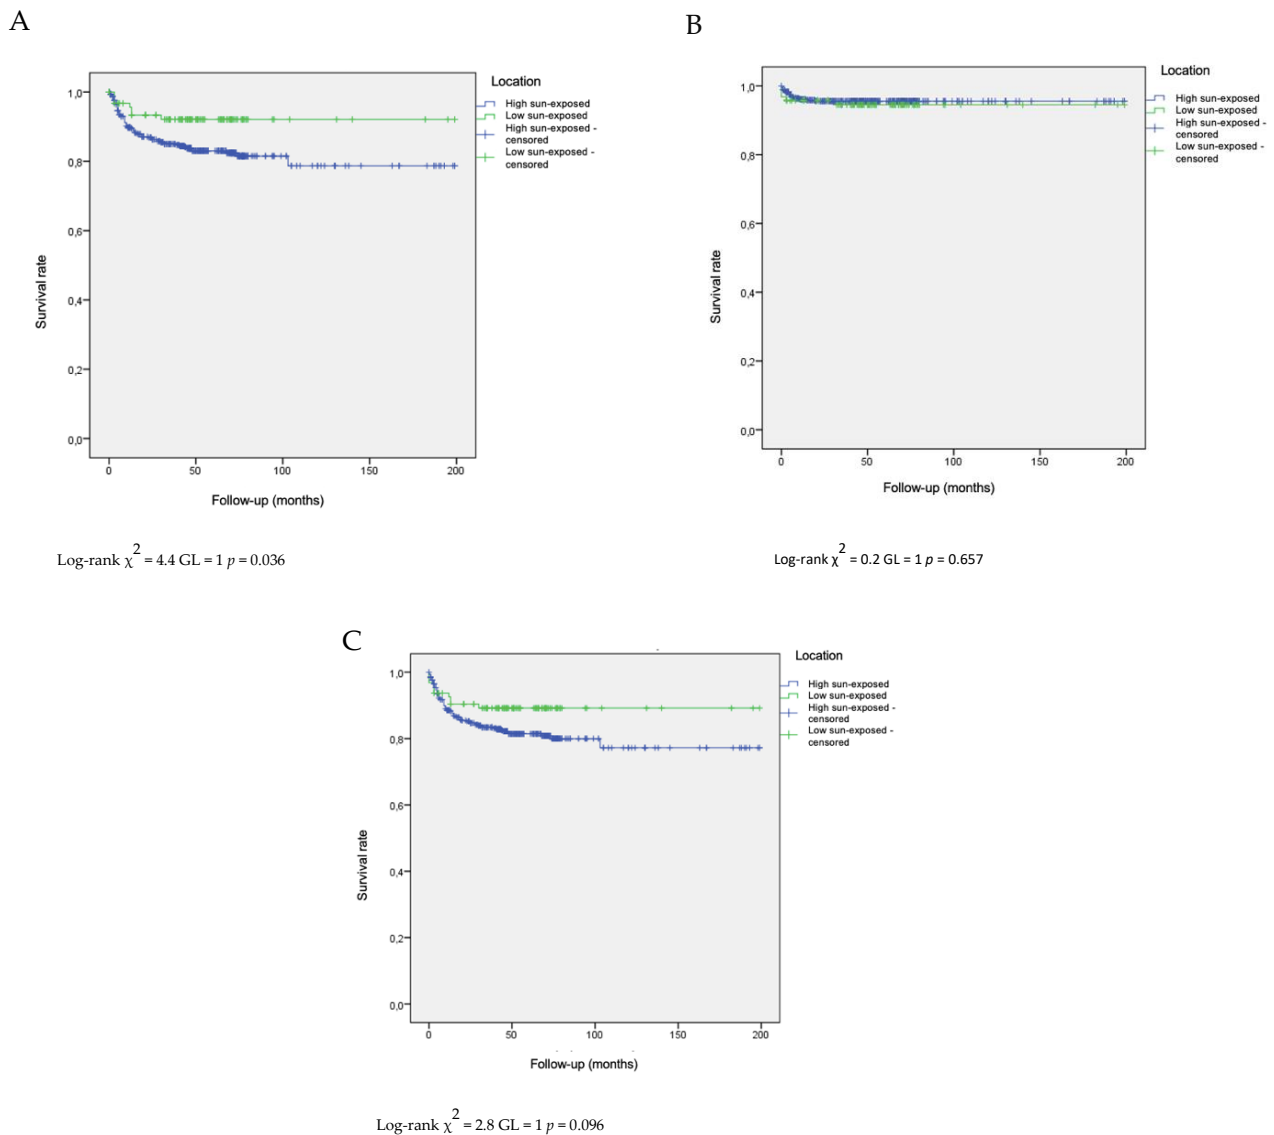 A
B
Location
High sun-exposed
Low sun-exposed
High sun-exposed -
censored
Low sun-exposed -
censored
1,0
0,8
0,6
0,4
0,2
0,0
Survival rate
0 50 100 150 200
Follow-up (months)
Log-rank χ2 = 4.4 GL = 1 p = 0.036
Location
High sun-exposed
Low sun-exposed
High sun-exposed -
censored
Low sun-exposed -
censored
1,0
0,8
0,6
0,4
0,2
0,0
Survival rate
0 50 100 150 200
Follow-up (months)
Log-rank χ2 = 0.2 GL = 1 p = 0.657
C
Location
High sun-exposed
Low sun-exposed
High sun-exposed -
censored
Low sun-exposed -
censored
1,0
0,8
0,6
0,4
0,2
0,0
Survival rate
0 50 100 150 200
Follow-up (months)
Log-rank χ2 = 2.8 GL = 1 p = 0.096